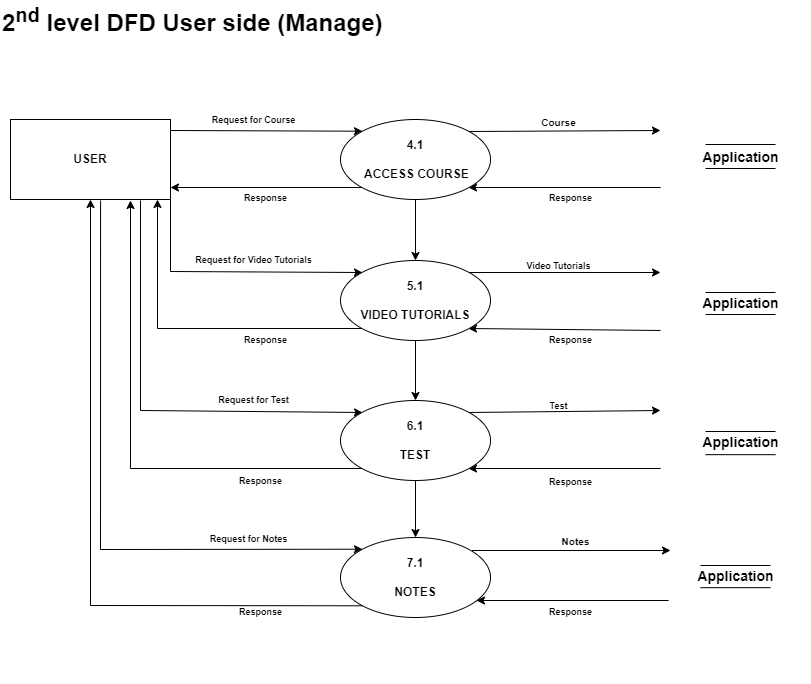 2nd level DFD User side (Manage)
USER
Request for Course
4.1
ACCESS COURSE
Course
Application
Response
Response
Request for Video Tutorials
5.1
VIDEO TUTORIALS
Video Tutorials
Application
Response
Response
Request for Test
6.1
TEST
Test
Application
Response
Response
Request for Notes
7.1
NOTES
Notes
Application
Response
Response